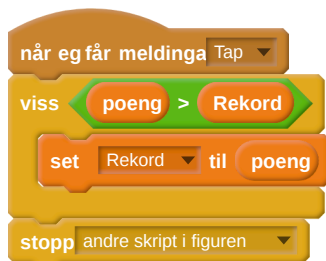 når eg får meldinga Tap
viss poeng > Rekord
set Rekord til poeng
stopp andre skript i figuren